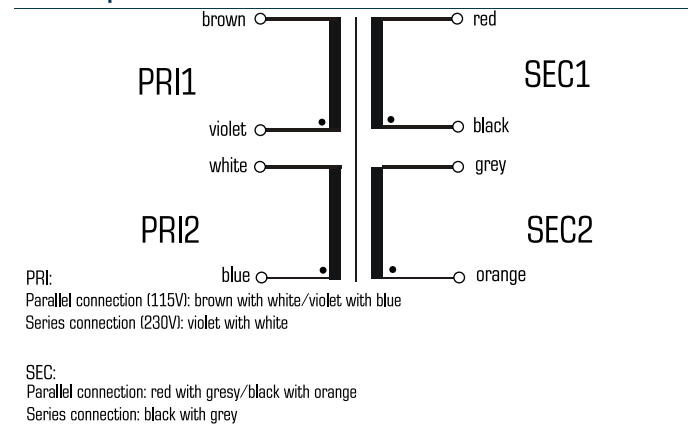 brown
red
PRI1
SEC1
violet
black
white
grey
PRI2
SEC2
blue
orange
PRI:
Parallel connection (115V): brown with white/violet with blue
Series connection (230V): violet with white
SEC:
Parallel connection: red with gresy/black with orange
Series connection: black with grey